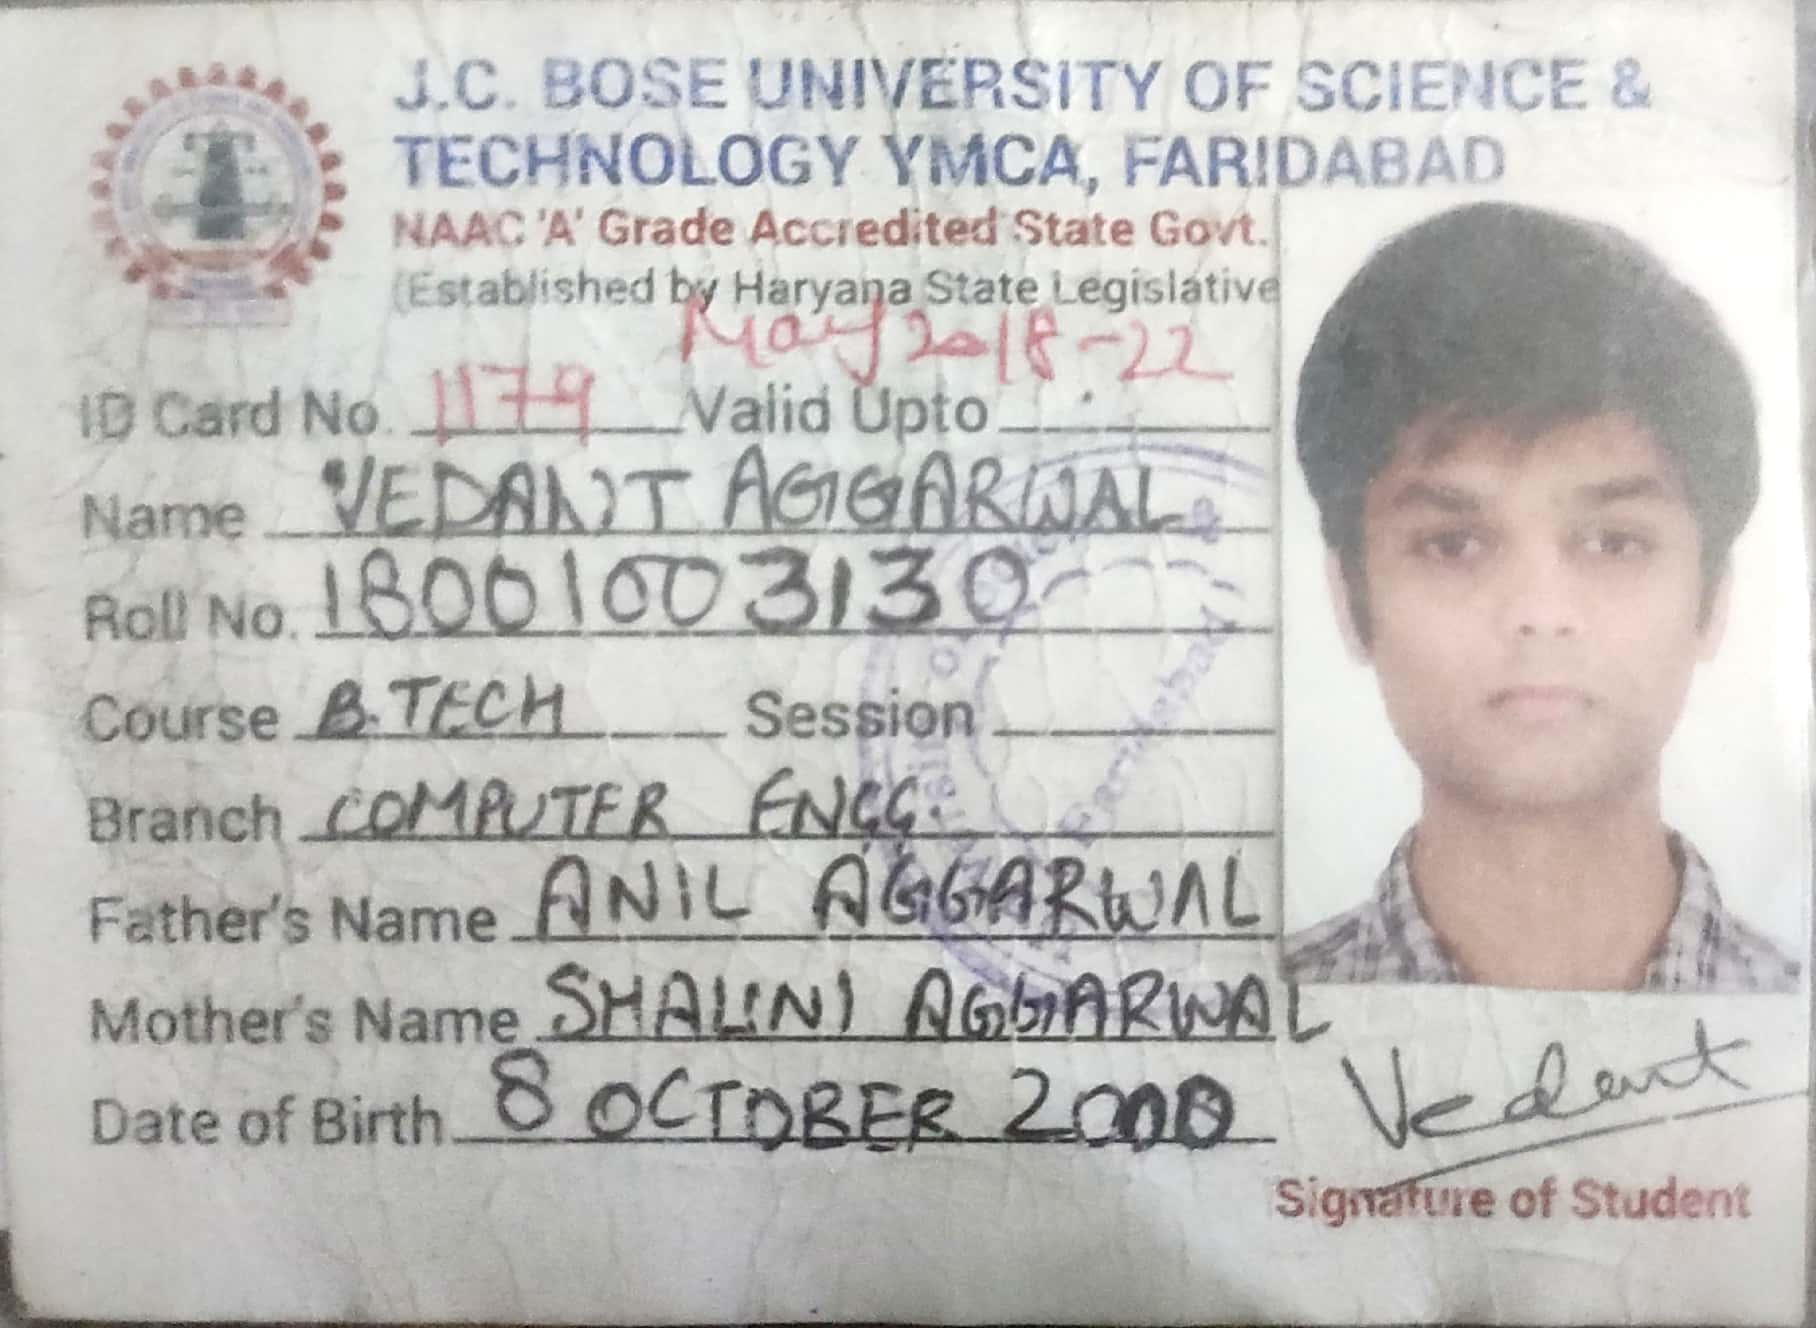 J.C. BOSE UNIVERSITY OF SCIENCE &
TECHNOLOGY YMCA, FARIDABAD
NAAC 'A' Grade Accredited State Govt.
(Established by Haryana State Legislative
May 2018-22
ID Card No. 1179 Valid Upto
Name VEDANT AGGARWAL
Roll No. 18001003130
Course B.TECH Session
Branch COMPUTER ENGG.
Father's Name ANIL AGGARWAL
Mother's Name SHALINI AGGARWAL
Date of Birth 8 OCTOBER 2000
Vedant
Signature of Student
Faridabad